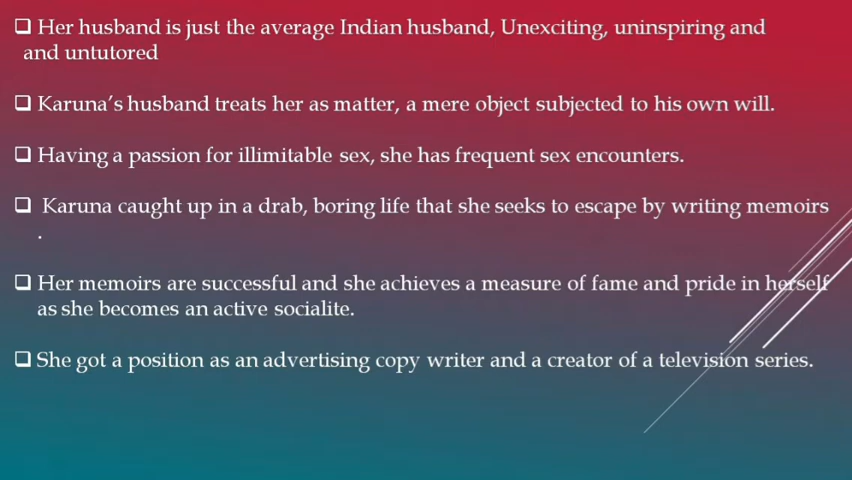 Her husband is just the average Indian husband, Unexciting, uninspiring and
and untutored
Karuna's husband treats her as matter, a mere object subjected to his own will.
Having a passion for illimitable sex, she has frequent sex encounters.
Karuna caught up in a drab, boring life that she seeks to escape by writing memoirs
.
Her memoirs are successful and she achieves a measure of fame and pride in herself
as she becomes an active socialite.
She got a position as an advertising copy writer and a creator of a television series.